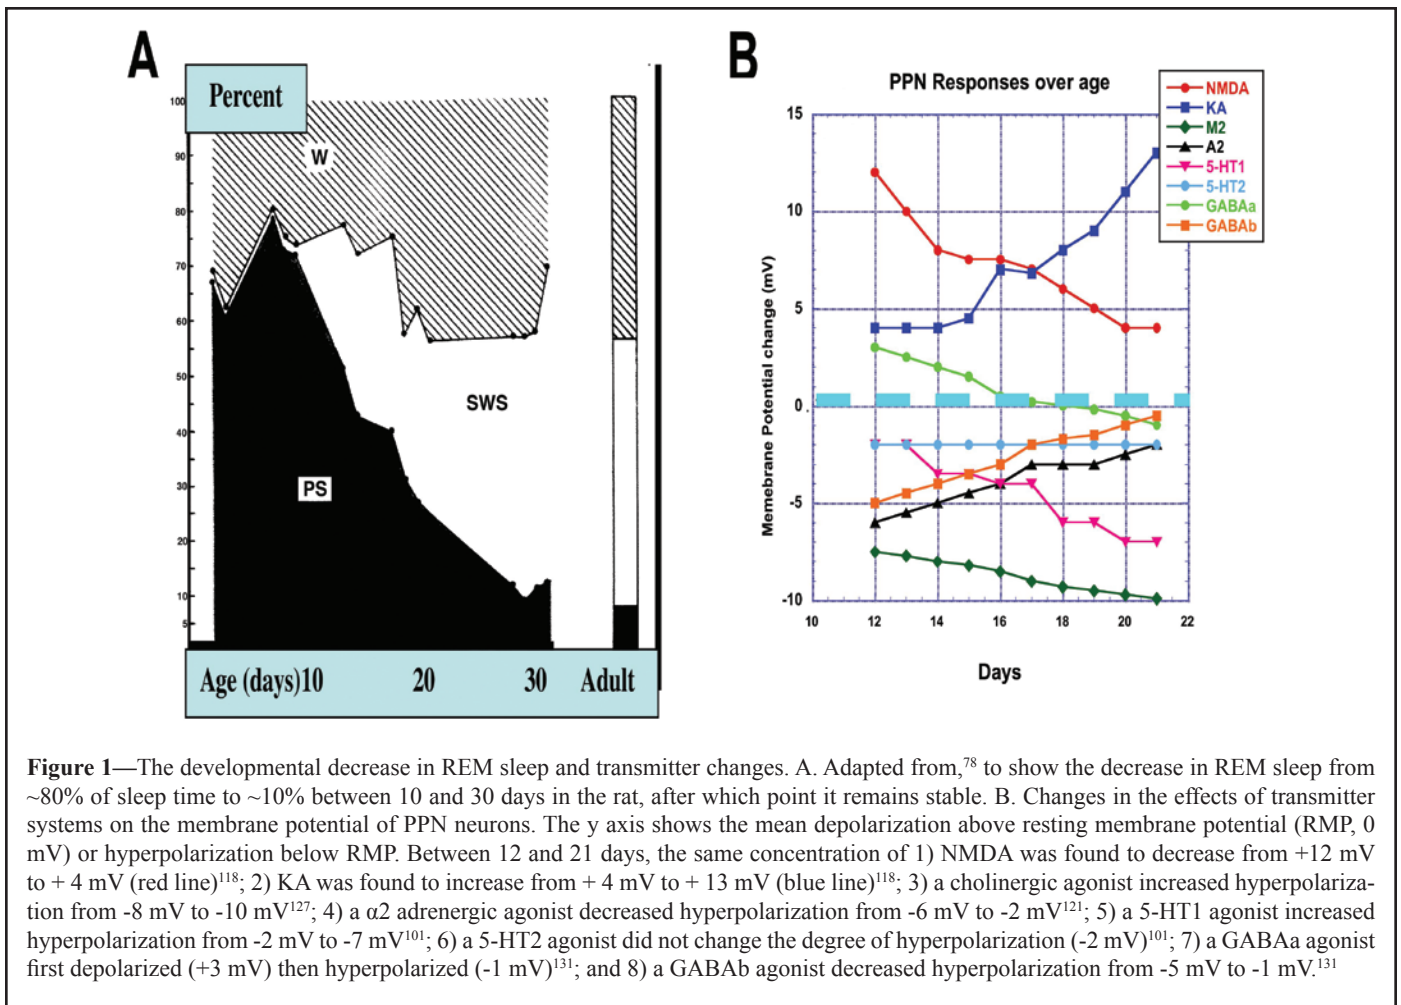 A
Percent
100
90
80
70
60
50
40
30
20
10
5
W
SWS
PS
Age (days) 10 20 30 Adult
B
PPN Responses over age
NMDA
KA
M2
A2
5-HT1
5-HT2
GABAa
GABAb
Memebrane Potential change (mV)
15
10
5
0
-5
-10
10 12 14 16 18 20 22
Days
Figure 1—The developmental decrease in REM sleep and transmitter changes. A. Adapted from,78 to show the decrease in REM sleep from
~80% of sleep time to ~10% between 10 and 30 days in the rat, after which point it remains stable. B. Changes in the effects of transmitter
systems on the membrane potential of PPN neurons. The y axis shows the mean depolarization above resting membrane potential (RMP, 0
mV) or hyperpolarization below RMP. Between 12 and 21 days, the same concentration of 1) NMDA was found to decrease from +12 mV
to + 4 mV (red line)118; 2) KA was found to increase from + 4 mV to + 13 mV (blue line)118; 3) a cholinergic agonist increased hyperpolariza-
tion from -8 mV to -10 mV127; 4) a α2 adrenergic agonist decreased hyperpolarization from -6 mV to -2 mV121; 5) a 5-HT1 agonist increased
hyperpolarization from -2 mV to -7 mV101; 6) a 5-HT2 agonist did not change the degree of hyperpolarization (-2 mV)101; 7) a GABAa agonist
first depolarized (+3 mV) then hyperpolarized (-1 mV)131; and 8) a GABAb agonist decreased hyperpolarization from -5 mV to -1 mV.131